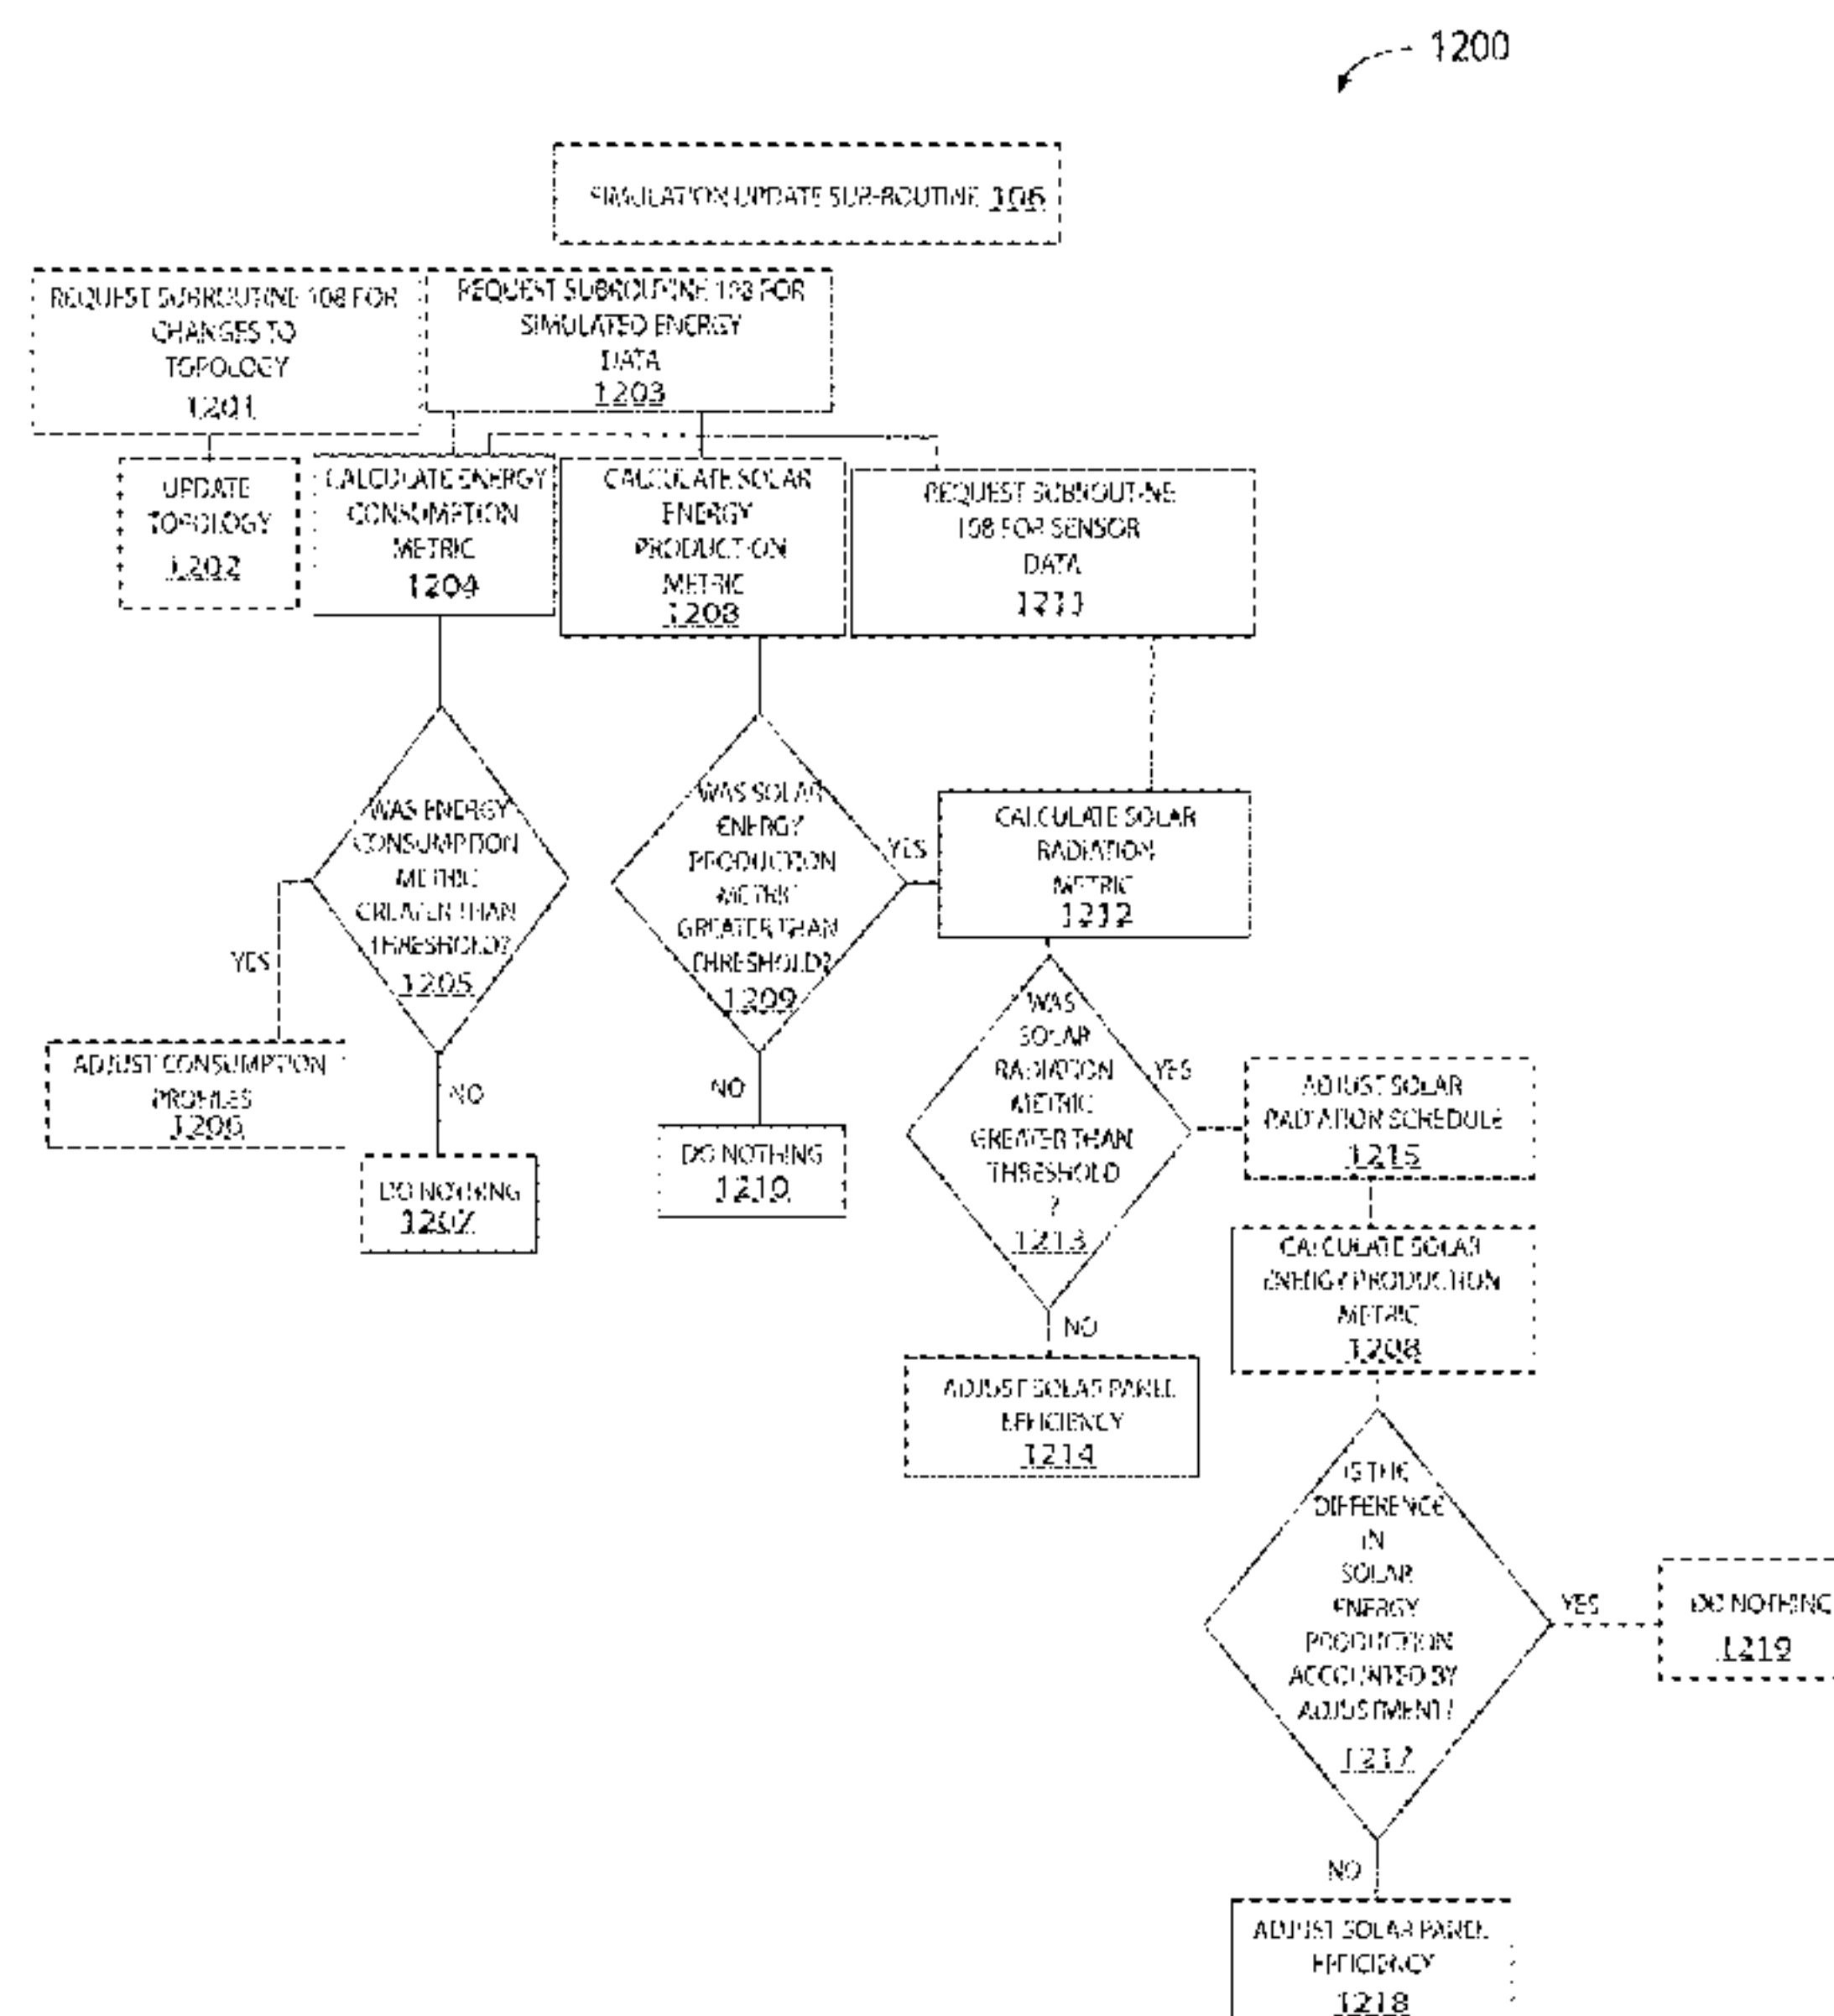 1200
SIMULATION UPDATE SUB-ROUTINE 106
REQUEST SUBROUTINE 108 FOR
CHANGES TO
TOPOLOGY
1201
REQUEST SUBROUTINE 108 FOR
SIMULATED ENERGY
DATA
1203
UPDATE
TOPOLOGY
1202
CALCULATE ENERGY
CONSUMPTION
METRIC
1204
CALCULATE SOLAR
ENERGY
PRODUCTION
METRIC
1208
REQUEST SUBROUTINE
108 FOR SENSOR
DATA
1211
WAS ENERGY
CONSUMPTION
METRIC
GREATER THAN
THRESHOLD?
1205
YES
NO
ADJUST CONSUMPTION
PROFILES
1206
DO NOTHING
1207
WAS SOLAR
ENERGY
PRODUCTION
METRIC
GREATER THAN
THRESHOLD?
1209
YES
NO
DO NOTHING
1210
CALCULATE SOLAR
RADIATION
METRIC
1212
WAS
SOLAR
RADIATION
METRIC
GREATER THAN
THRESHOLD
?
1213
YES
NO
ADJUST SOLAR PANEL
EFFICIENCY
1214
ADJUST SOLAR
RADIATION SCHEDULE
1215
CALCULATE SOLAR
ENERGY PRODUCTION
METRIC
1208
IS THE
DIFFERENCE
IN
SOLAR
ENERGY
PRODUCTION
ACCOUNTED BY
ADJUSTMENT?
1217
YES
DO NOTHING
1219
NO
ADJUST SOLAR PANEL
EFFICIENCY
1218